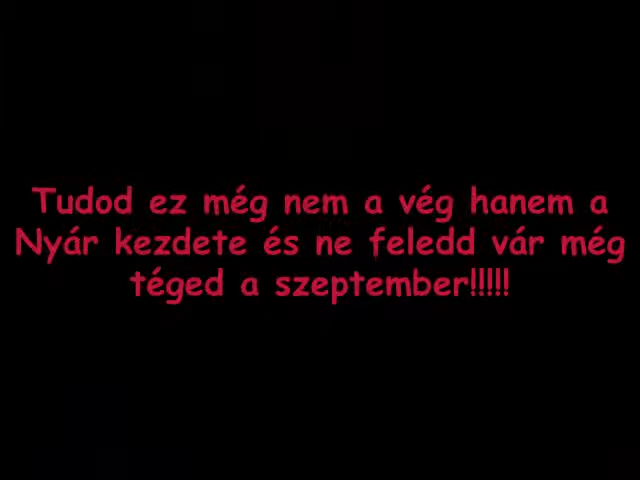 Tudod ez még nem a vég hanem a
Nyár kezdete és ne feledd vár még
téged a szeptember!!!!!